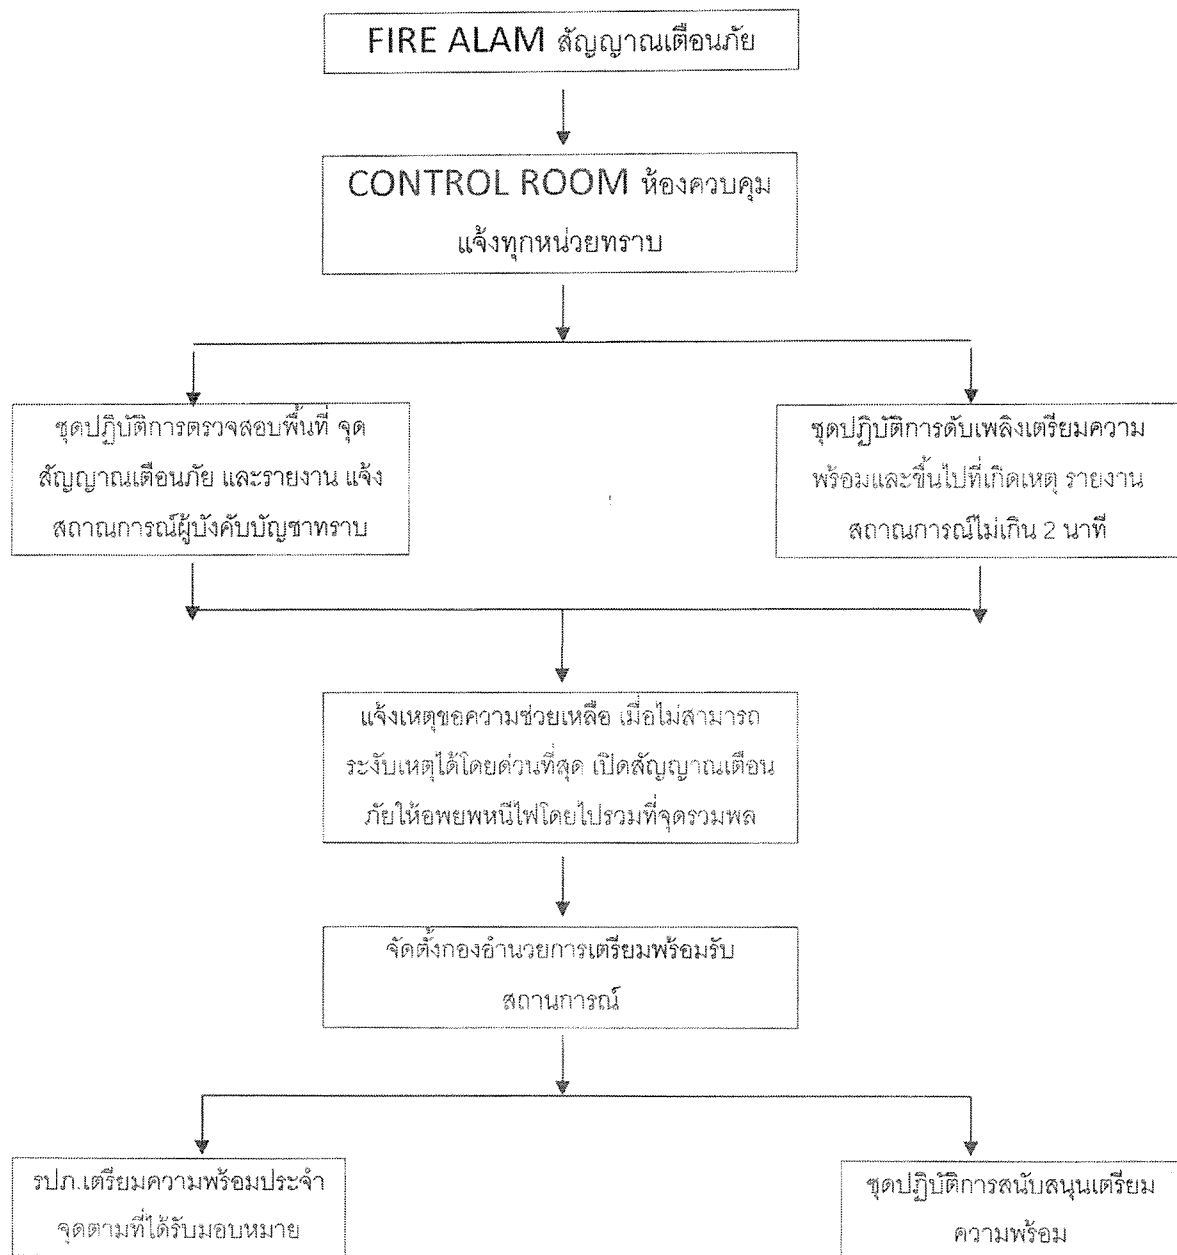 FIRE ALAM สัญญาณเตือนภัย
CONTROL ROOM ห้องควบคุม
แจ้งทุกหน่วยทราบ
ชุดปฏิบัติการตรวจสอบพื้นที่ จุด
สัญญาณเตือนภัย และรายงาน แจ้ง
สถาณการณ์ผู้บังคับบัญชาทราบ
ชุดปฏิบัติการดับเพลิงเตรียมความ
พร้อมและขึ้นไปที่เกิดเหตุ รายงาน
สถาณการณ์ไม่เกิน 2 นาที
แจ้งเหตุขอความช่วยเหลือ เมื่อไม่สามารถ
ระงับเหตุได้โดยด่วนที่สุด เปิดสัญญาณเตือน
ภัยให้อพยพหนีไฟโดยไปรวมที่จุดรวมพล
จัดตั้งกองอำนวยการเตรียมพร้อมรับ
สถานการณ์
รปภ.เตรียมความพร้อมประจำ
จุดตามที่ได้รับมอบหมาย
ชุดปฏิบัติการสนับสนุนเตรียม
ความพร้อม